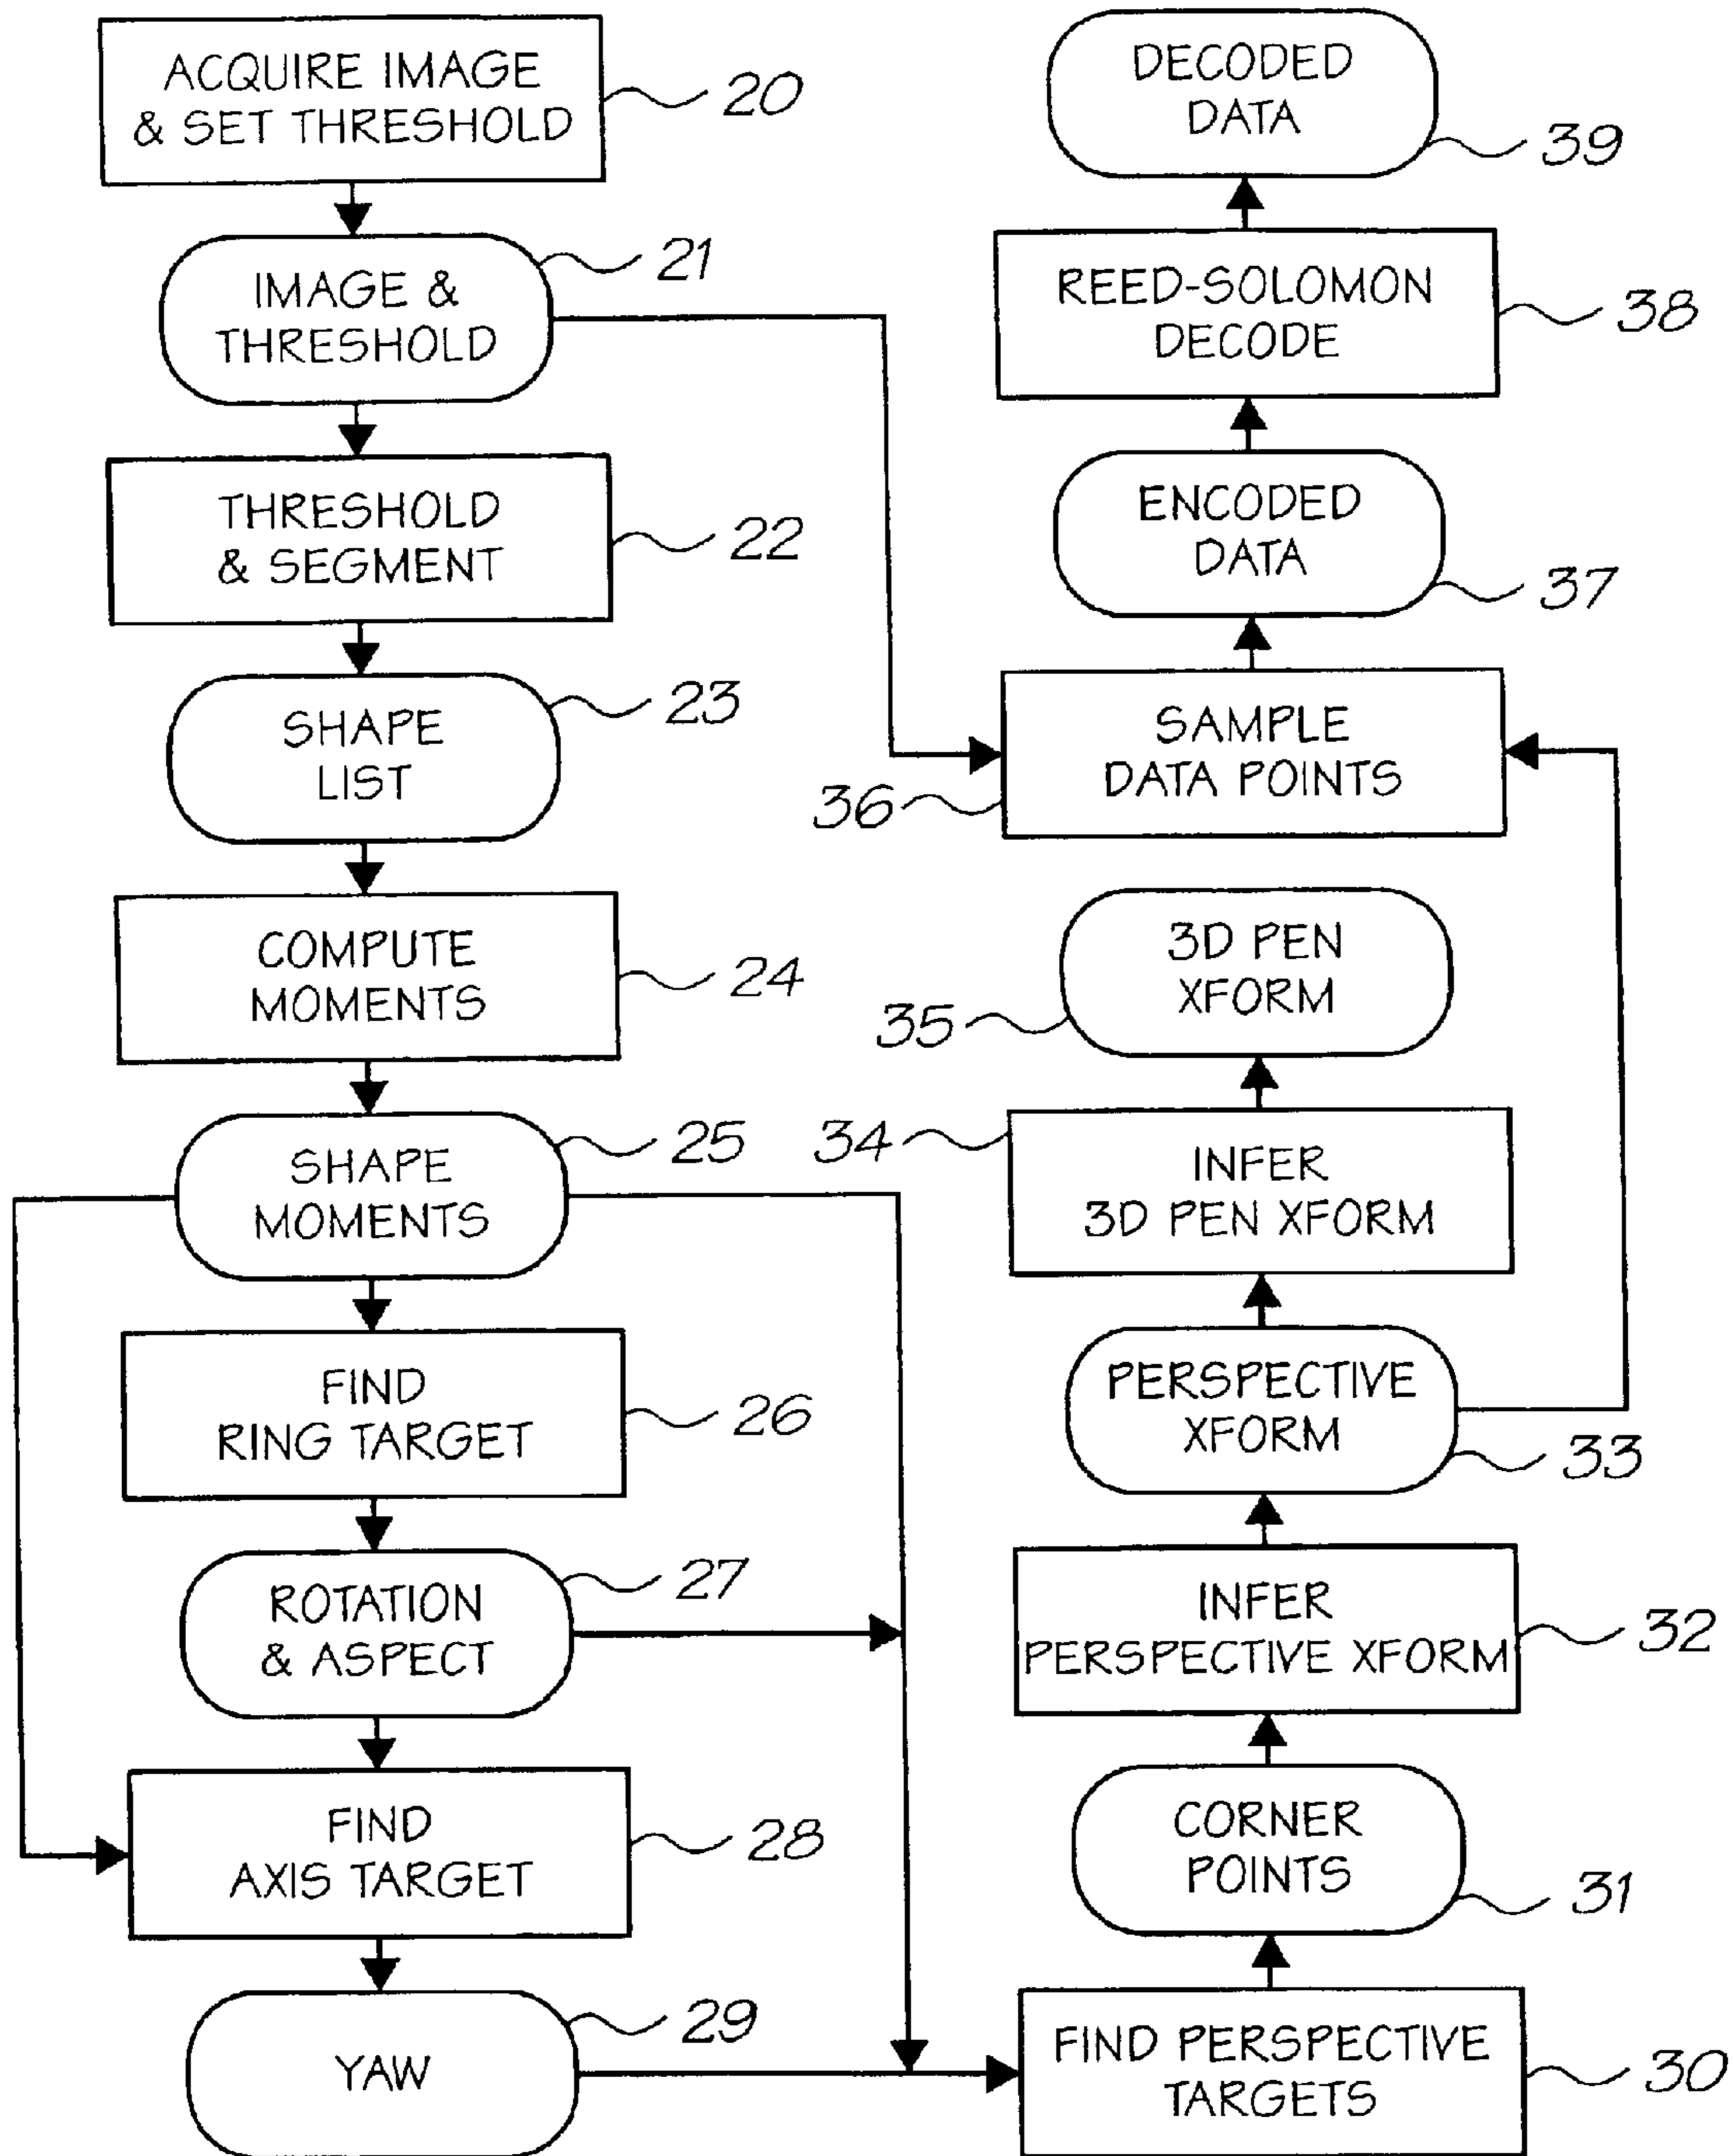 ACQUIRE IMAGE
& SET THRESHOLD
20
IMAGE &
THRESHOLD
21
THRESHOLD
& SEGMENT
22
SHAPE
LIST
23
COMPUTE
MOMENTS
24
SHAPE
MOMENTS
25
FIND
RING TARGET
26
ROTATION
& ASPECT
27
FIND
AXIS TARGET
28
YAW
29
DECODED
DATA
39
REED-SOLOMON
DECODE
38
ENCODED
DATA
37
SAMPLE
DATA POINTS
36
3D PEN
XFORM
35
INFER
3D PEN XFORM
34
PERSPECTIVE
XFORM
33
INFER
PERSPECTIVE XFORM
32
CORNER
POINTS
31
FIND PERSPECTIVE
TARGETS
30